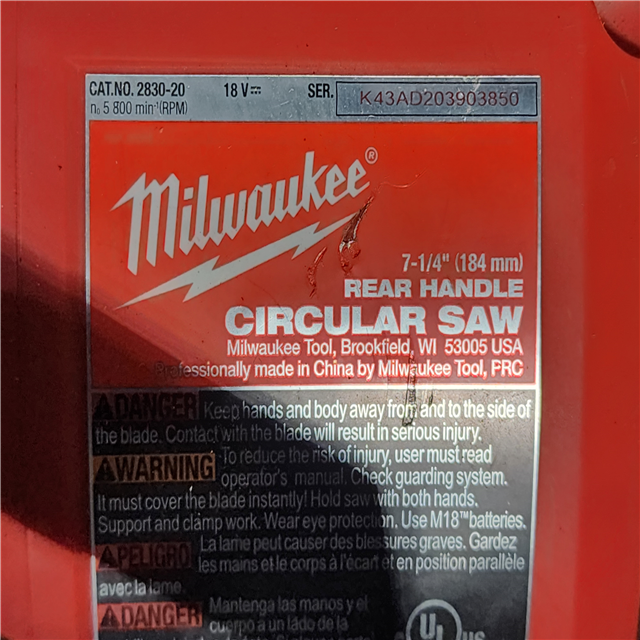 CAT.NO. 2830-20 18 V⎓ SER. K43AD203903850
n₀ 5 800 min⁻¹(RPM)
Milwaukee®
7-1/4" (184 mm)
REAR HANDLE
CIRCULAR SAW
Milwaukee Tool, Brookfield, WI 53005 USA
Professionally made in China by Milwaukee Tool, PRC
DANGER Keep hands and body away from and to the side of
the blade. Contact with the blade will result in serious injury.
WARNING To reduce the risk of injury, user must read
operator's manual. Check guarding system.
It must cover the blade instantly! Hold saw with both hands.
Support and clamp work. Wear eye protection. Use M18™ batteries.
PELIGRO La lame peut causer des blessures graves. Gardez
les mains et le corps à l'écart et en position parallèle
avec la lame.
DANGER Mantenga las manos y el
cuerpo a un lado de la
UL US